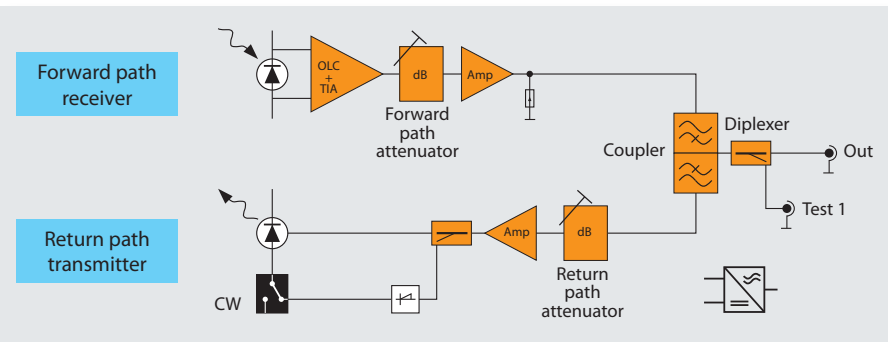 Forward path
receiver
OLC
+
TIA
dB
Amp
Forward
path
attenuator
Coupler
Diplexer
Out
Test 1
Return path
transmitter
CW
Amp
dB
Return
path
attenuator